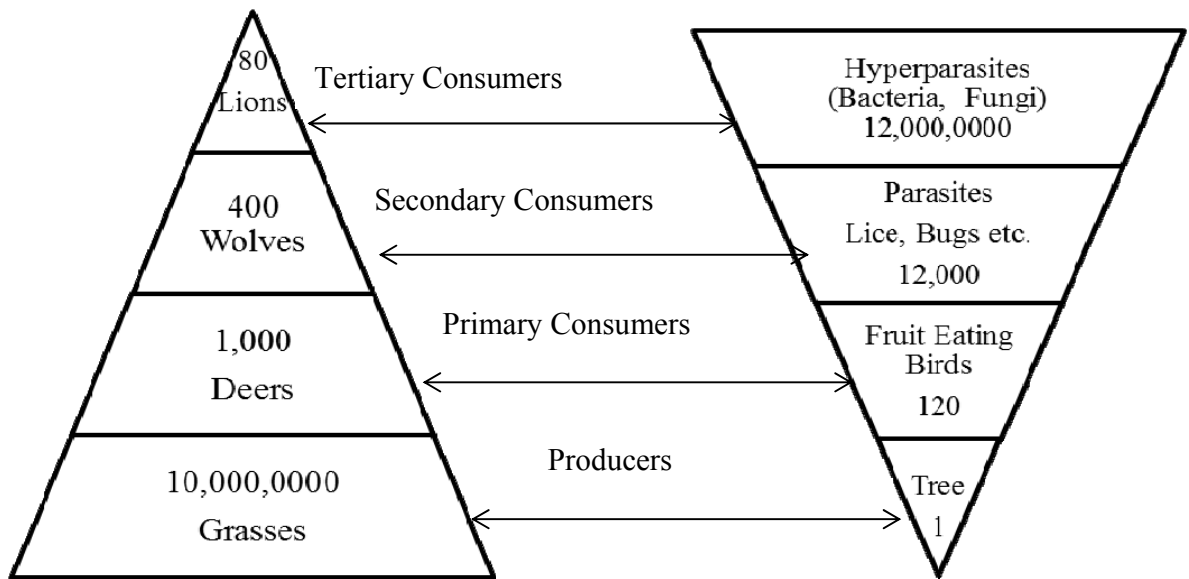 80
Lions
Tertiary Consumers
Hyperparasites
(Bacteria, Fungi)
12,000,0000
400
Wolves
Secondary Consumers
Parasites
Lice, Bugs etc.
12,000
1,000
Deers
Primary Consumers
Fruit Eating
Birds
120
10,000,0000
Grasses
Producers
Tree
1